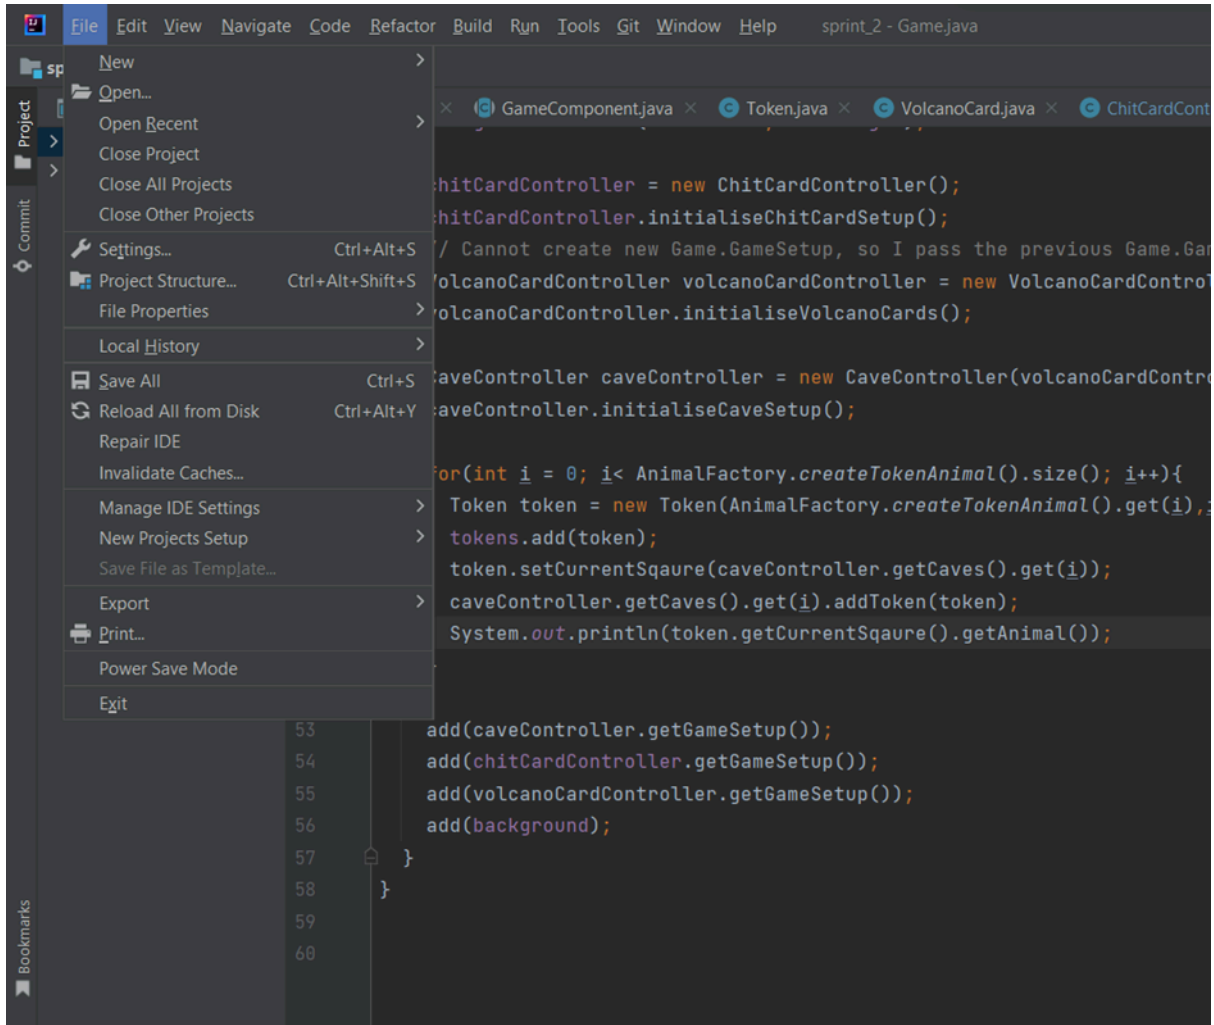 File Edit View Navigate Code Refactor Build Run Tools Git Window Help sprint_2 - Game.java
sp
New
Open...
Open Recent
Close Project
Close All Projects
Close Other Projects
Settings... Ctrl+Alt+S
Project Structure... Ctrl+Alt+Shift+S
File Properties
Local History
Save All Ctrl+S
Reload All from Disk Ctrl+Alt+Y
Repair IDE
Invalidate Caches...
Manage IDE Settings
New Projects Setup
Save File as Template...
Export
Print...
Power Save Mode
Exit
Project
Commit
Bookmarks
GameComponent.java Token.java VolcanoCard.java ChitCardCont
hitCardController = new ChitCardController();
hitCardController.initialiseChitCardSetup();
/ Cannot create new Game.GameSetup, so I pass the previous Game.Gam
olcanoCardController volcanoCardController = new VolcanoCardControl
olcanoCardController.initialiseVolcanoCards();
aveController caveController = new CaveController(volcanoCardContro
aveController.initialiseCaveSetup();
or(int i = 0; i< AnimalFactory.createTokenAnimal().size(); i++){
Token token = new Token(AnimalFactory.createTokenAnimal().get(i),
tokens.add(token);
token.setCurrentSqaure(caveController.getCaves().get(i));
caveController.getCaves().get(i).addToken(token);
System.out.println(token.getCurrentSqaure().getAnimal());
53 add(caveController.getGameSetup());
54 add(chitCardController.getGameSetup());
55 add(volcanoCardController.getGameSetup());
56 add(background);
57 }
58 }
59
60